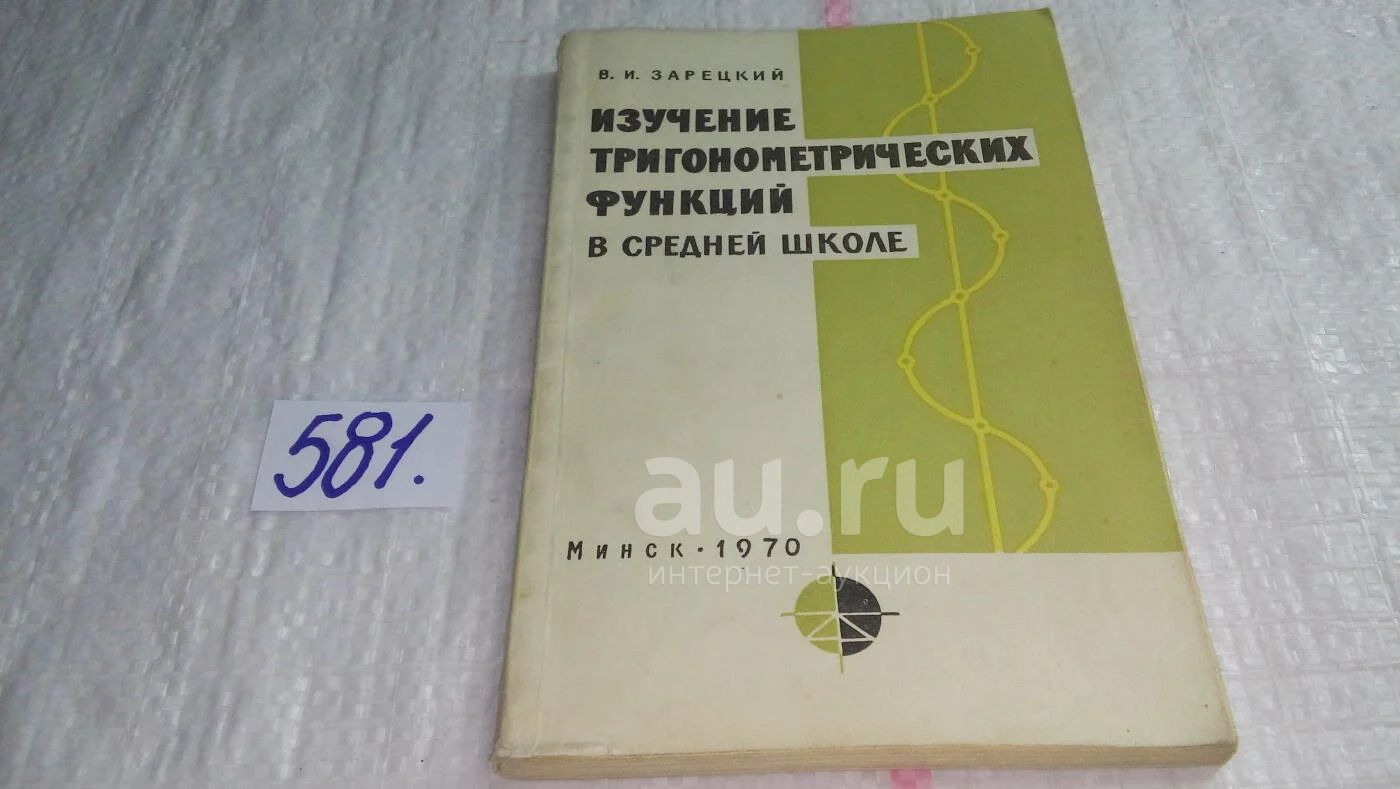 В. И. ЗАРЕЦКИЙ
ИЗУЧЕНИЕ
ТРИГОНОМЕТРИЧЕСКИХ
ФУНКЦИЙ
В СРЕДНЕЙ ШКОЛЕ
581.
au.ru
МИНСК · 1970
интернет-аукцион